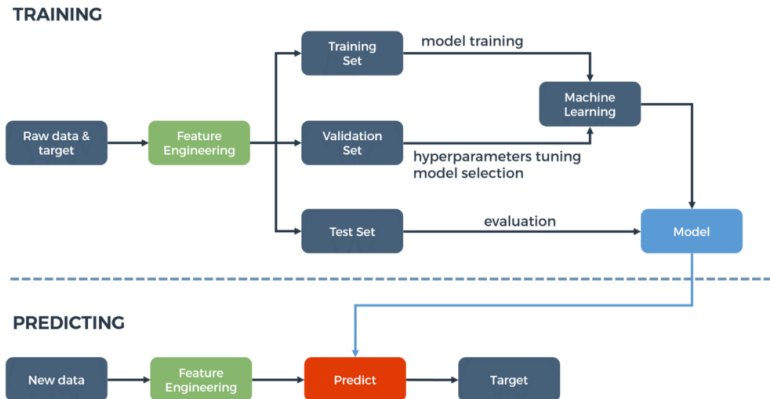 TRAINING
Training
Set
model training
Machine
Learning
Raw data &
target
Feature
Engineering
Validation
Set
hyperparameters tuning
model selection
Test Set
evaluation
Model
PREDICTING
New data
Feature
Engineering
Predict
Target